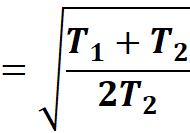 = √((T₁ + T₂)/(2T₂))